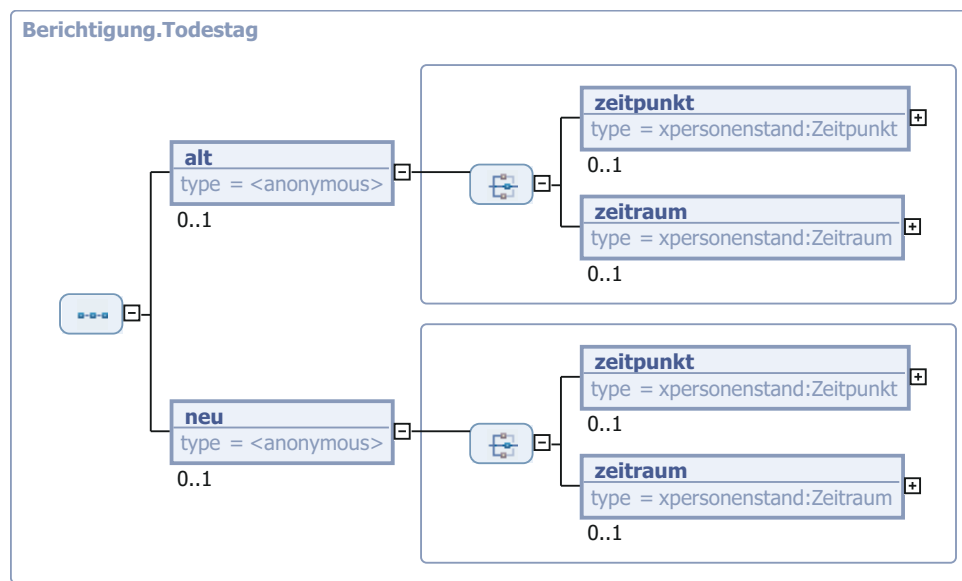 Berichtigung.Todestag
zeitpunkt
type = xpersonenstand:Zeitpunkt
0..1
alt
type = <anonymous>
0..1
zeitraum
type = xpersonenstand:Zeitraum
0..1
zeitpunkt
type = xpersonenstand:Zeitpunkt
0..1
neu
type = <anonymous>
0..1
zeitraum
type = xpersonenstand:Zeitraum
0..1